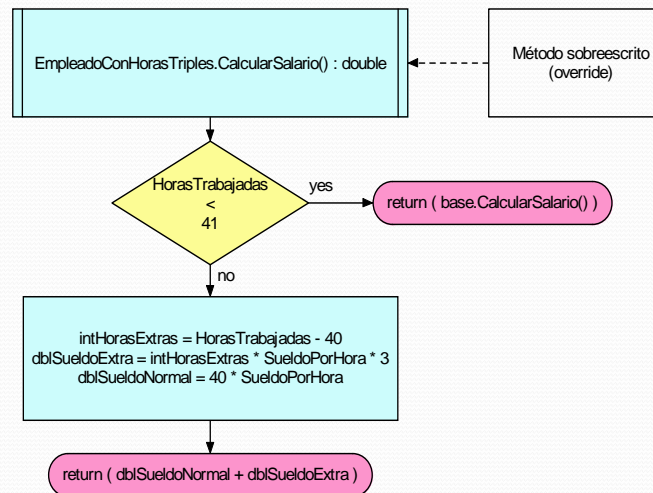 EmpleadoConHorasTriples.CalcularSalario() : double
Método sobreescrito
(override)
HorasTrabajadas
<
41
yes
return ( base.CalcularSalario() )
no
intHorasExtras = HorasTrabajadas - 40
dblSueldoExtra = intHorasExtras * SueldoPorHora * 3
dblSueldoNormal = 40 * SueldoPorHora
return ( dblSueldoNormal + dblSueldoExtra )